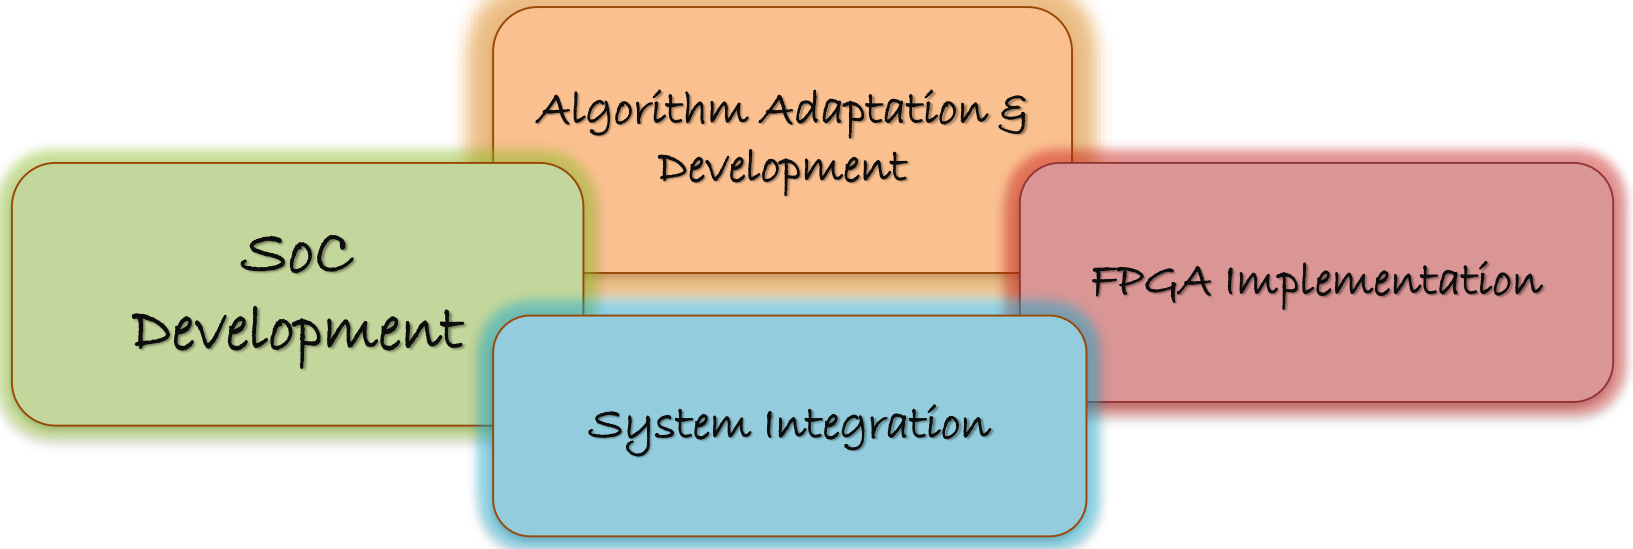 Algorithm Adaptation &
Development
SoC
Development
FPGA Implementation
System Integration